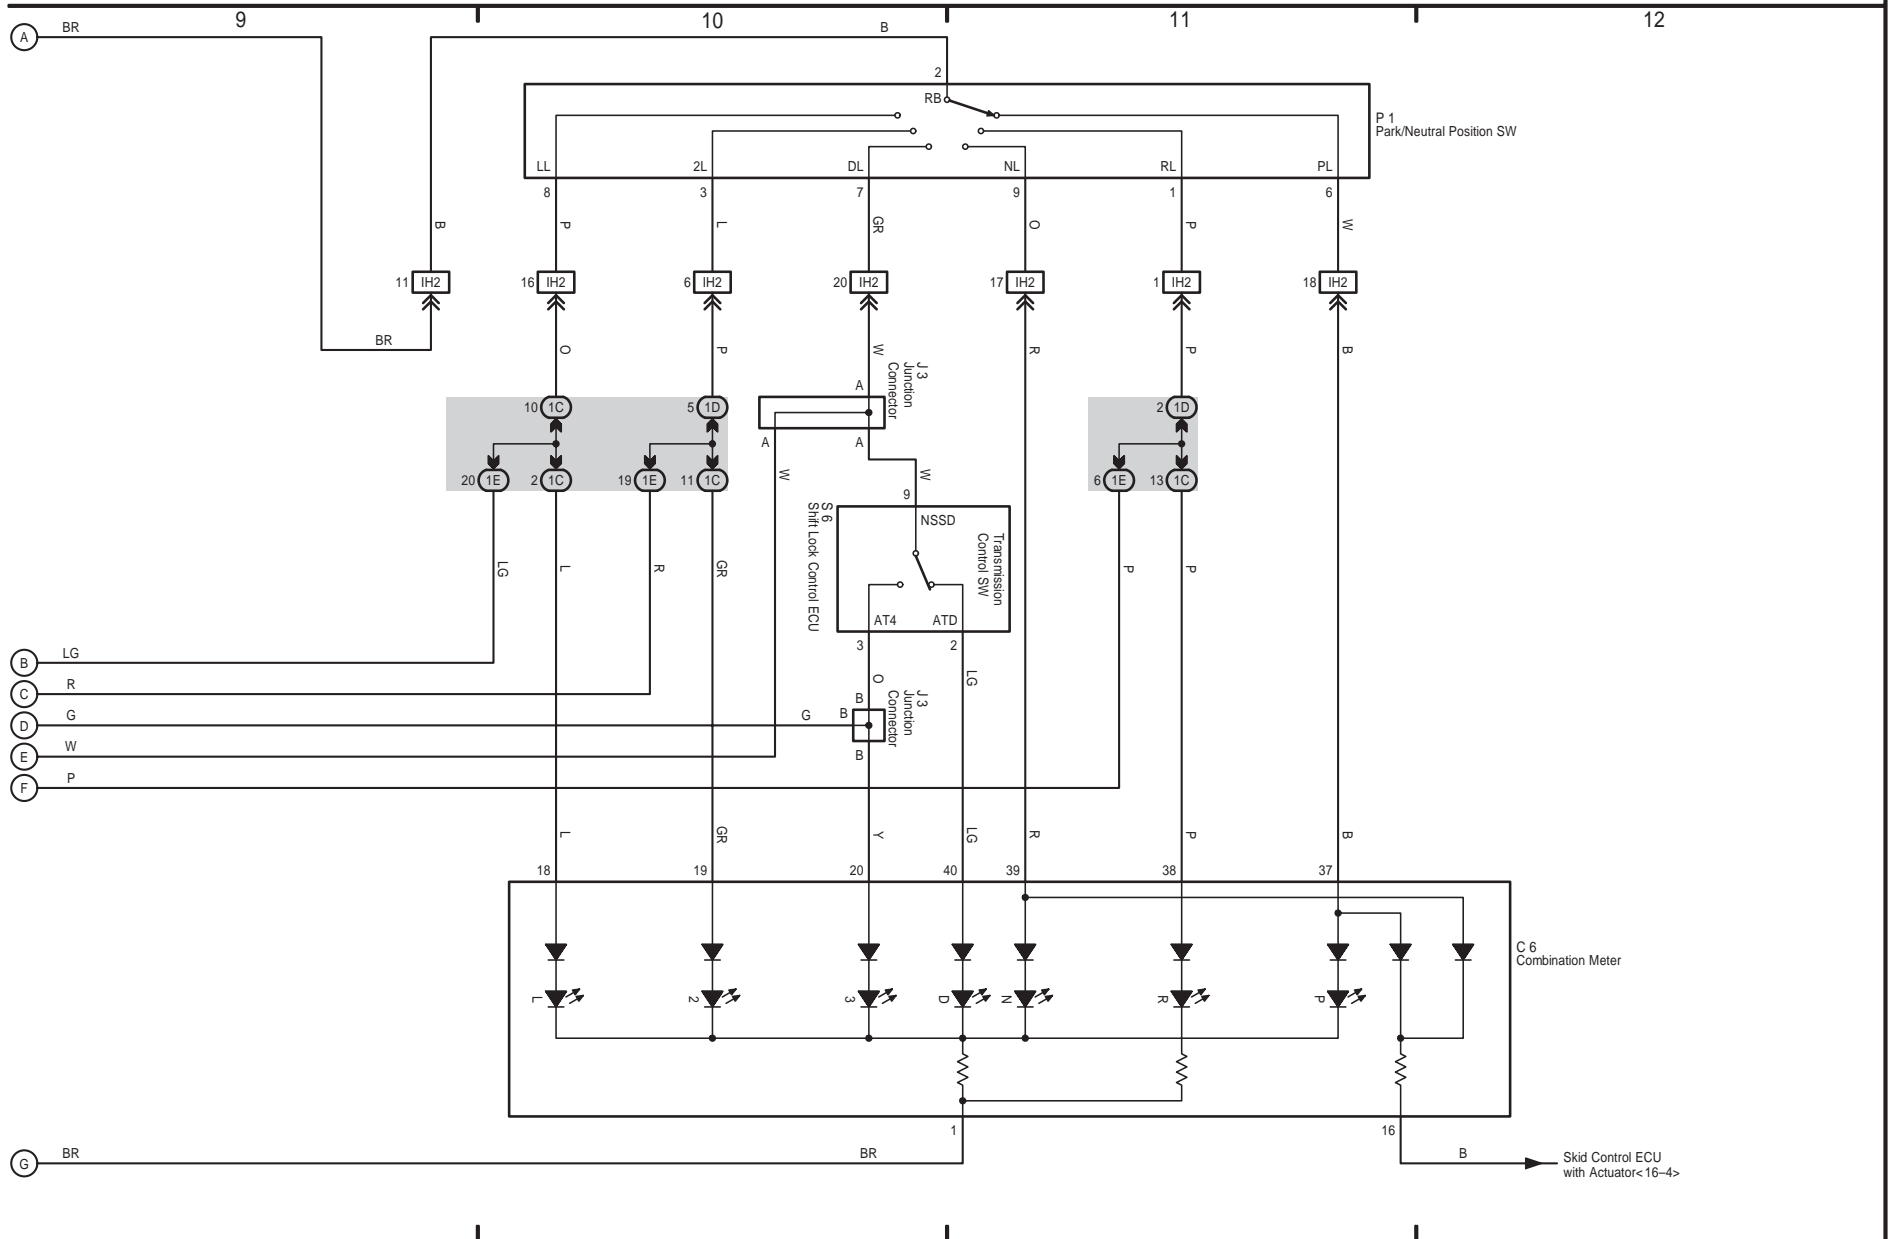 9 10 11 12
A BR B
2
RB
P 1
Park/Neutral Position SW
LL 2L DL NL RL PL
8 3 7 9 1 6
B P L GR O P W
11 IH2 16 IH2 6 IH2 20 IH2 17 IH2 1 IH2 18 IH2
BR O P W R P B
J 3
Junction
Connector
A
10 1C 5 1D 2 1D
A A
W W
20 1E 2 1C 19 1E 11 1C 6 1E 13 1C
9
NSSD
S 6
Shift Lock Control ECU
Transmission
Control SW
LG L R GR P P
AT4 ATD
3 2
B LG
O LG
C R
J 3
Junction
Connector
B
D G G B
E W B
F P
L GR Y LG R P B
18 19 20 40 39 38 37
C 6
Combination Meter
L 2 3 D N R P
1 16
G BR BR B
Skid Control ECU
with Actuator<16–4>